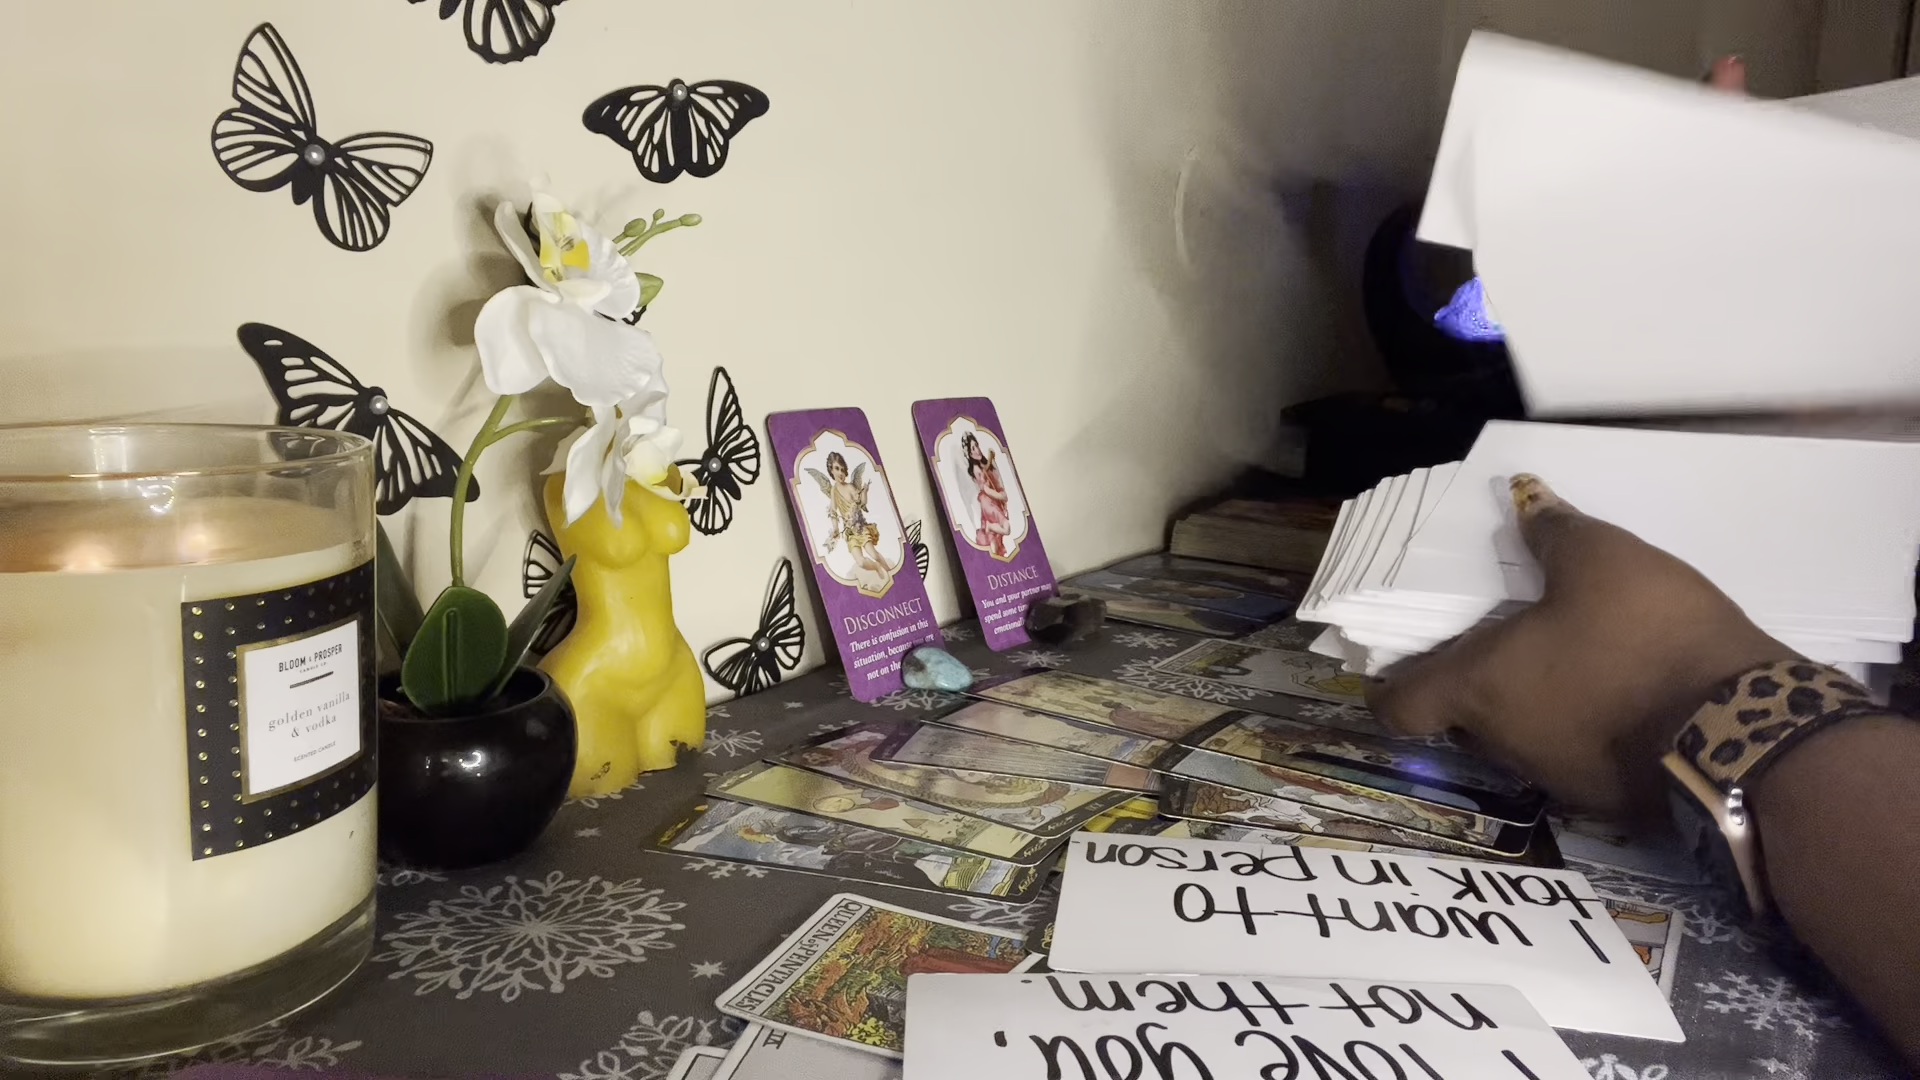 BLOOM & PROSPER
CANDLE CO.
golden vanilla
& vodka
SCENTED CANDLE
DISCONNECT
There is confusion in this
situation, because you are
not on the
DISTANCE
You and your partner may
spend some
emotional
I want to
talk in person
I love you,
not them.
QUEEN of PENTACLES